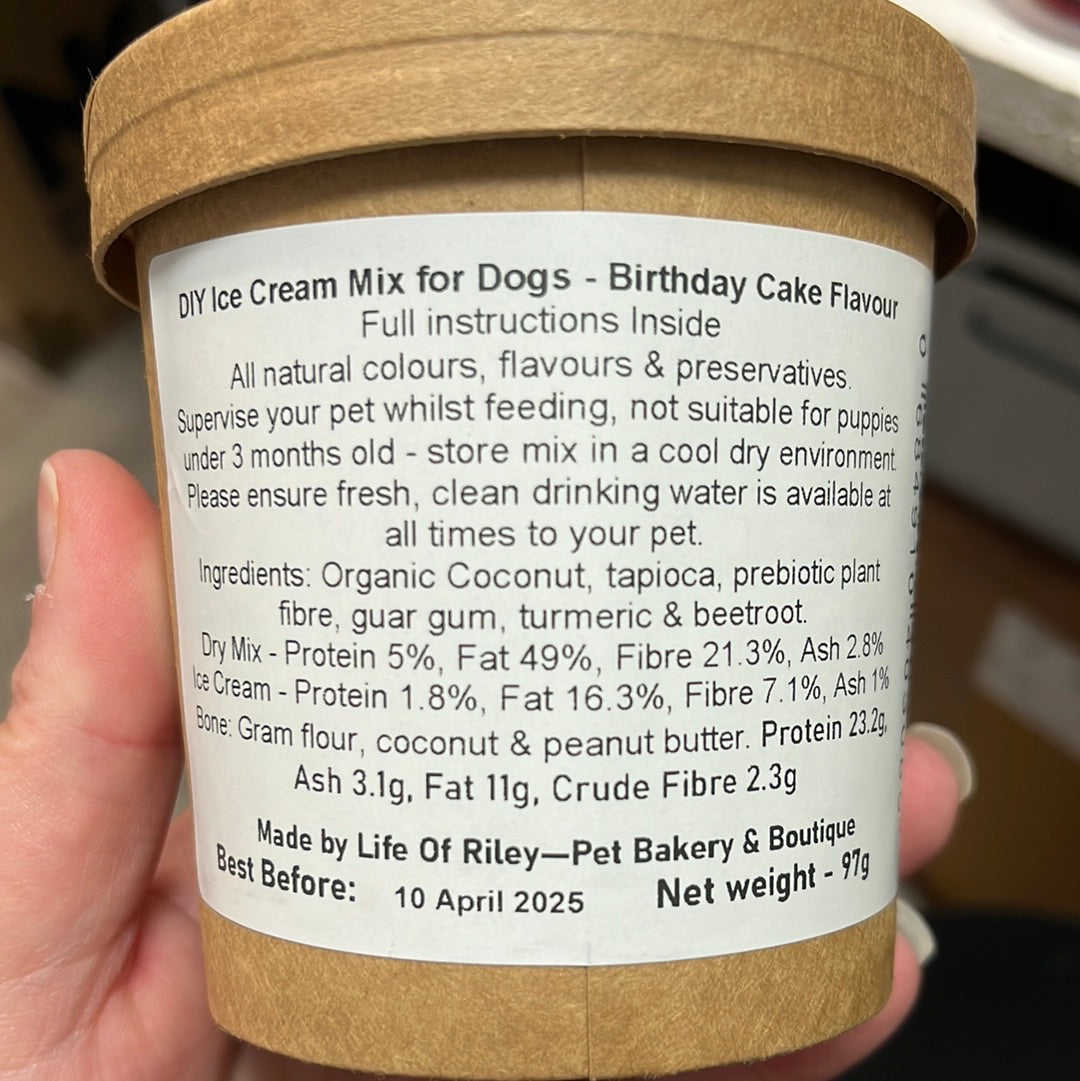 DIY Ice Cream Mix for Dogs - Birthday Cake Flavour
Full instructions Inside
All natural colours, flavours & preservatives.
Supervise your pet whilst feeding, not suitable for puppies
under 3 months old - store mix in a cool dry environment.
Please ensure fresh, clean drinking water is available at
all times to your pet.
Ingredients: Organic Coconut, tapioca, prebiotic plant
fibre, guar gum, turmeric & beetroot.
Dry Mix - Protein 5%, Fat 49%, Fibre 21.3%, Ash 2.8%
Ice Cream - Protein 1.8%, Fat 16.3%, Fibre 7.1%, Ash 1%
Bone: Gram flour, coconut & peanut butter. Protein 23.2g,
Ash 3.1g, Fat 11g, Crude Fibre 2.3g
Made by Life Of Riley—Pet Bakery & Boutique
Best Before: 10 April 2025 Net weight - 97g